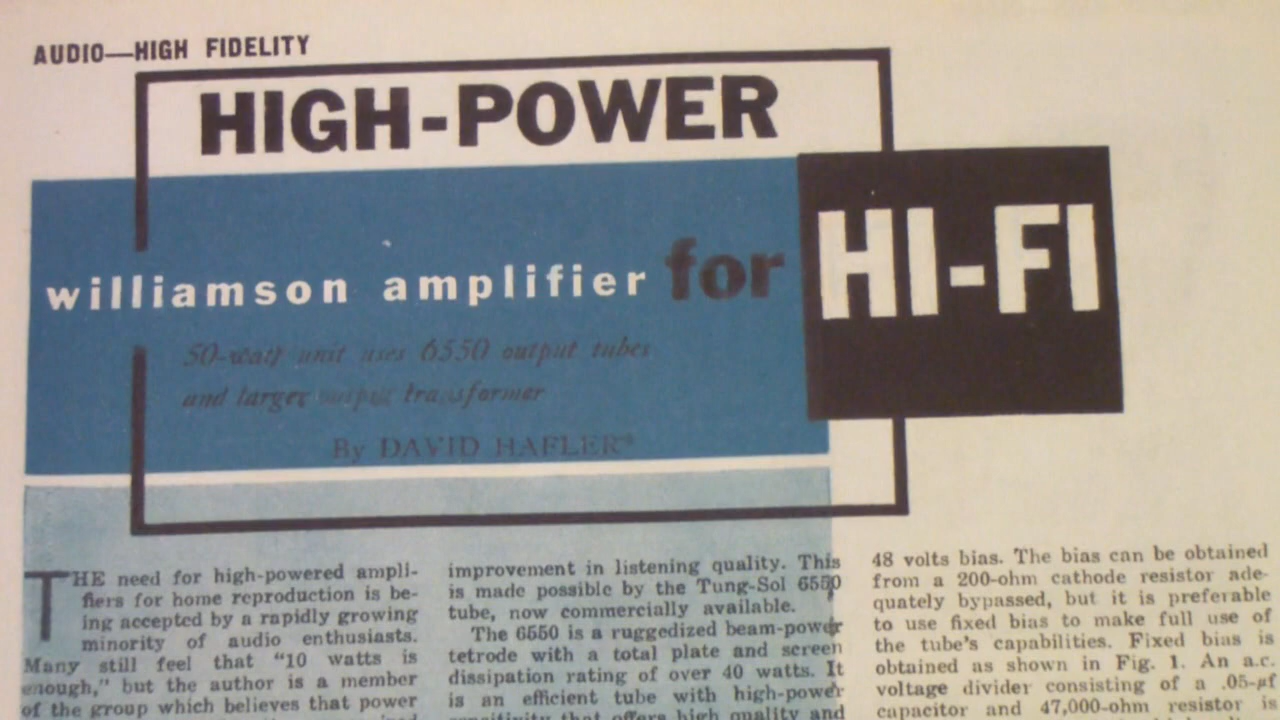 AUDIO—HIGH FIDELITY
HIGH-POWER
williamson amplifier for HI-FI
50-watt unit uses 6550 output tubes
and larger output transformer
By DAVID HAFLER*
THE need for high-powered ampli-
fiers for home reproduction is be-
ing accepted by a rapidly growing
minority of audio enthusiasts.
Many still feel that “10 watts is
enough,” but the author is a member
of the group which believes that power
improvement in listening quality. This
is made possible by the Tung-Sol 6550
tube, now commercially available.
The 6550 is a ruggedized beam-power
tetrode with a total plate and screen
dissipation rating of over 40 watts. It
is an efficient tube with high-power
sensitivity that offers high quality and
48 volts bias. The bias can be obtained
from a 200-ohm cathode resistor ade-
quately bypassed, but it is preferable
to use fixed bias to make full use of
the tube's capabilities. Fixed bias is
obtained as shown in Fig. 1. An a.c.
voltage divider consisting of a .05-μf
capacitor and 47,000-ohm resistor is